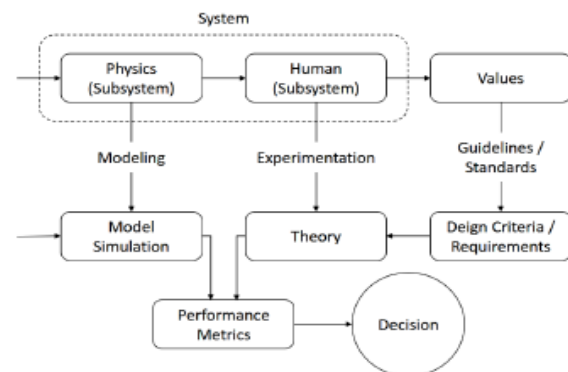 System
Physics
(Subsystem)
Human
(Subsystem)
Values
Modeling
Experimentation
Guidelines /
Standards
Model
Simulation
Theory
Deign Criteria /
Requirements
Performance
Metrics
Decision